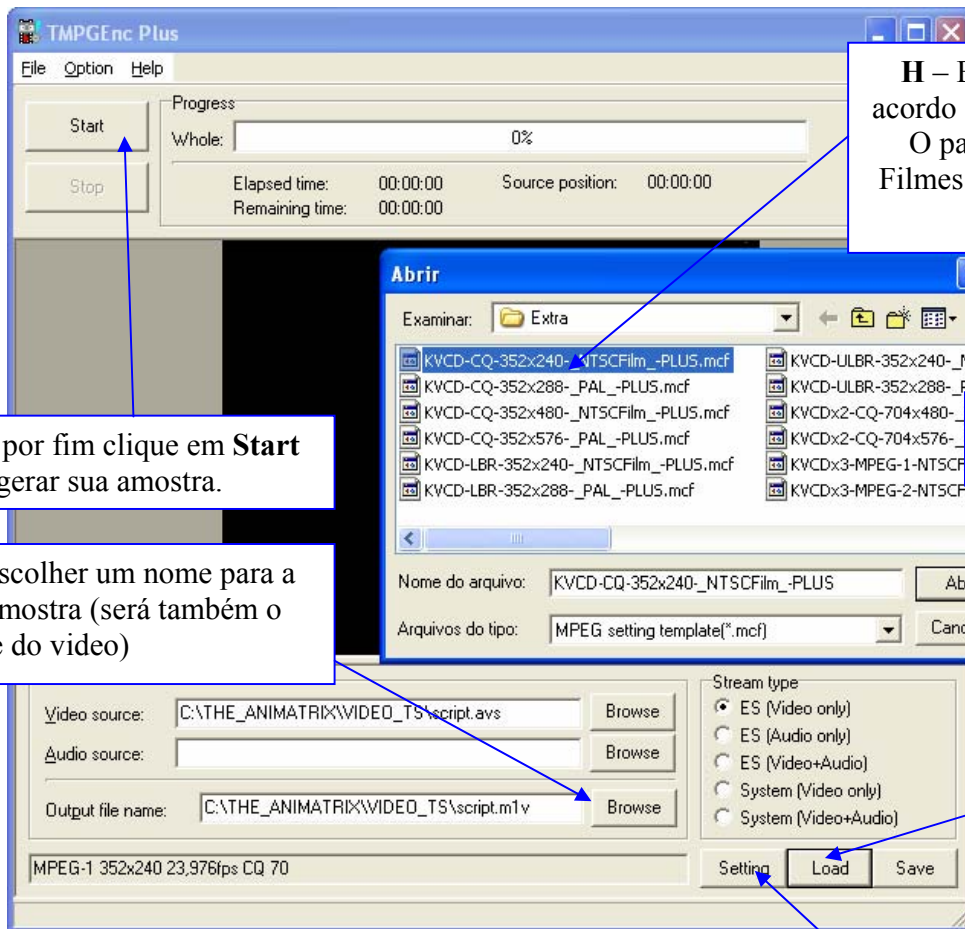 TMPGEnc Plus
File Option Help
Start
Stop
Progress
Whole: 0%
Elapsed time: 00:00:00 Source position: 00:00:00
Remaining time: 00:00:00
H –
acordo
O
Filmes
Abrir
Examinar: Extra
KVCD-CQ-352x240-_NTSCFilm_-PLUS.mcf
KVCD-CQ-352x288-_PAL_-PLUS.mcf
KVCD-CQ-352x480-_NTSCFilm_-PLUS.mcf
KVCD-CQ-352x576-_PAL_-PLUS.mcf
KVCD-LBR-352x240-_NTSCFilm_-PLUS.mcf
KVCD-LBR-352x288-_PAL_-PLUS.mcf
KVCD-ULBR-352x240-_
KVCD-ULBR-352x288-_
KVCDx2-CQ-704x480-_
KVCDx2-CQ-704x576-_
KVCDx3-MPEG-1-NTSCF
KVCDx3-MPEG-2-NTSCF
Nome do arquivo: KVCD-CQ-352x240-_NTSCFilm_-PLUS Ab
Arquivos do tipo: MPEG setting template(*.mcf) Canc
por fim clique em Start
gerar sua amostra.
scolher um nome para a
mostra (será também o
e do video)
Video source: C:\THE_ANIMATRIX\VIDEO_TS\script.avs Browse
Audio source: Browse
Output file name: C:\THE_ANIMATRIX\VIDEO_TS\script.m1v Browse
Stream type
ES (Video only)
ES (Audio only)
ES (Video+Audio)
System (Video only)
System (Video+Audio)
MPEG-1 352x240 23,976fps CQ 70
Setting Load Save